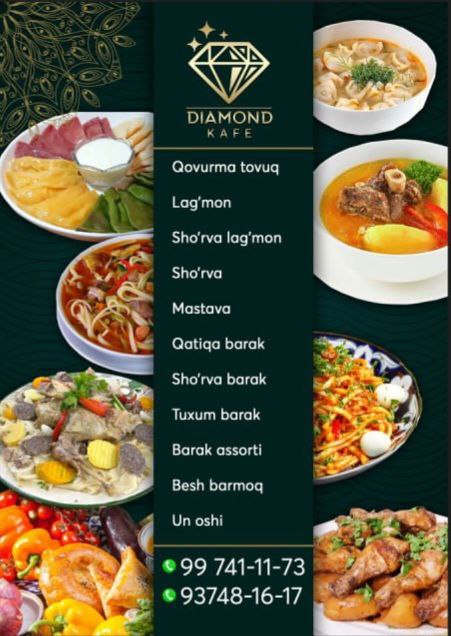 DIAMOND
KAFE
Qovurma tovuq
Lag'mon
Sho'rva lag'mon
Sho'rva
Mastava
Qatiqa barak
Sho'rva barak
Tuxum barak
Barak assorti
Besh barmoq
Un oshi
99 741-11-73
93748-16-17